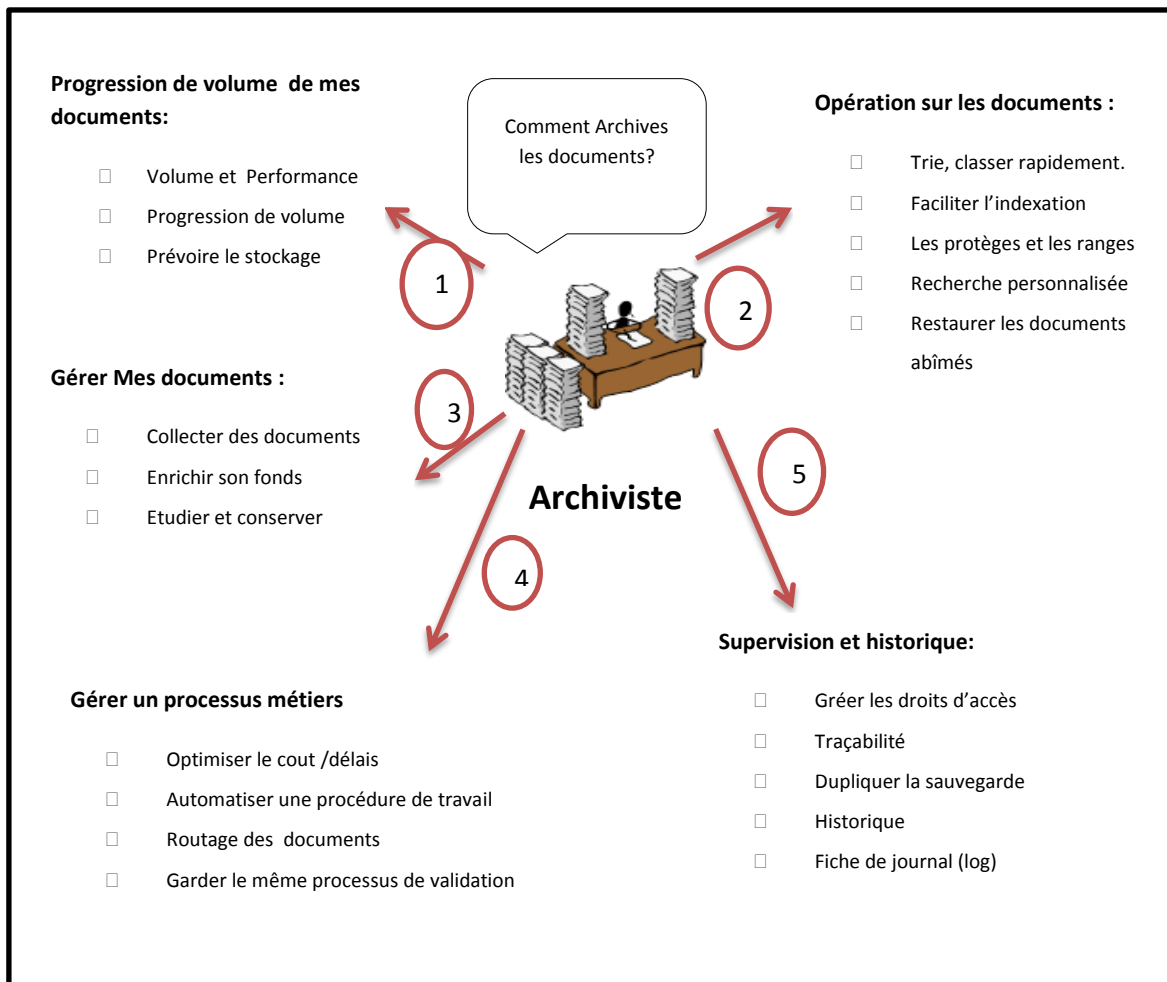 Progression de volume de mes
documents:
□ Volume et Performance
□ Progression de volume
□ Prévoire le stockage
Comment Archives
les documents?
Opération sur les documents :
□ Trie, classer rapidement.
□ Faciliter l’indexation
□ Les protèges et les ranges
□ Recherche personnalisée
□ Restaurer les documents
abîmés
1
2
Gérer Mes documents :
□ Collecter des documents
□ Enrichir son fonds
□ Etudier et conserver
3
Archiviste
4
5
Gérer un processus métiers
□ Optimiser le cout /délais
□ Automatiser une procédure de travail
□ Routage des documents
□ Garder le même processus de validation
Supervision et historique:
□ Gréer les droits d’accès
□ Traçabilité
□ Dupliquer la sauvegarde
□ Historique
□ Fiche de journal (log)